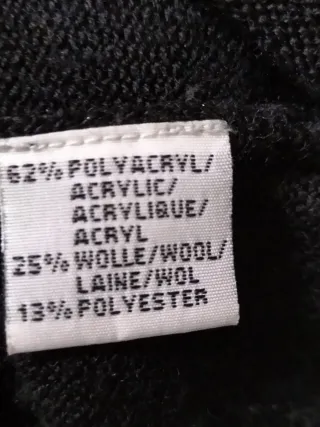 62% POLYACRYL/
ACRYLIC/
ACRYLIQUE/
ACRYL
25% WOLLE/WOOL/
LAINE/WOL
13% POLYESTER